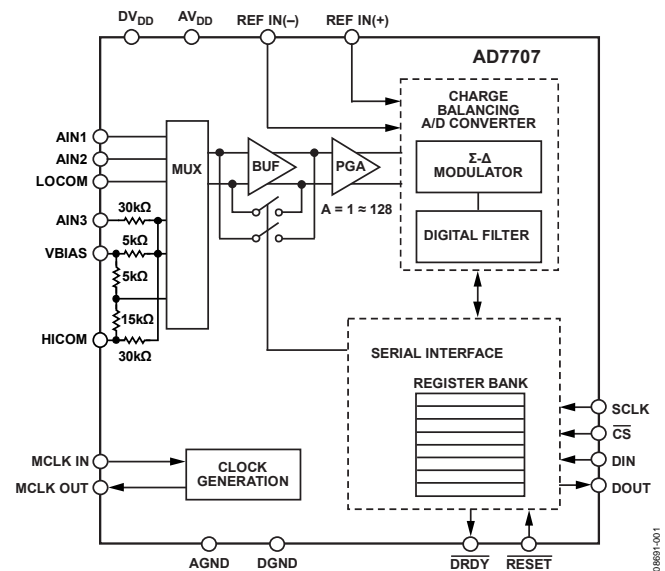 DVDD AVDD REF IN(–) REF IN(+)
AD7707
CHARGE
BALANCING
A/D CONVERTER
AIN1
AIN2
LOCOM
MUX
BUF
PGA
Σ-Δ
MODULATOR
A = 1 ≈ 128
AIN3
30kΩ
DIGITAL FILTER
VBIAS
5kΩ
5kΩ
15kΩ
HICOM
30kΩ
SERIAL INTERFACE
REGISTER BANK
SCLK
CS
DIN
DOUT
MCLK IN
MCLK OUT
CLOCK
GENERATION
AGND DGND DRDY RESET
08691-001